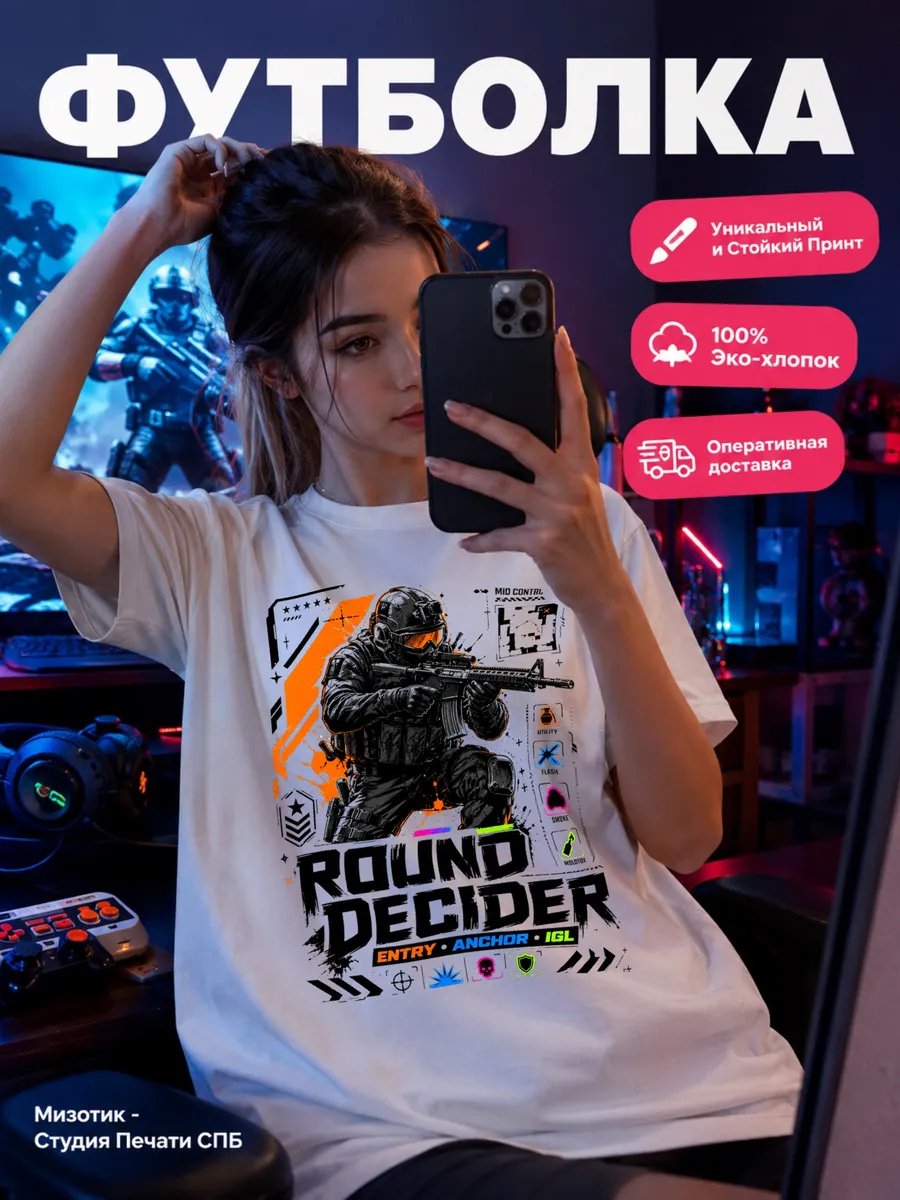 ФУТБОЛКА
Уникальный
и Стойкий Принт
100%
Эко-хлопок
Оперативная
доставка
MID CONTROL
UTILITY
FLASH
SMOKE
MOLOTOV
ROUND
DECIDER
ENTRY • ANCHOR • IGL
Мизотик -
Студия Печати СПБ